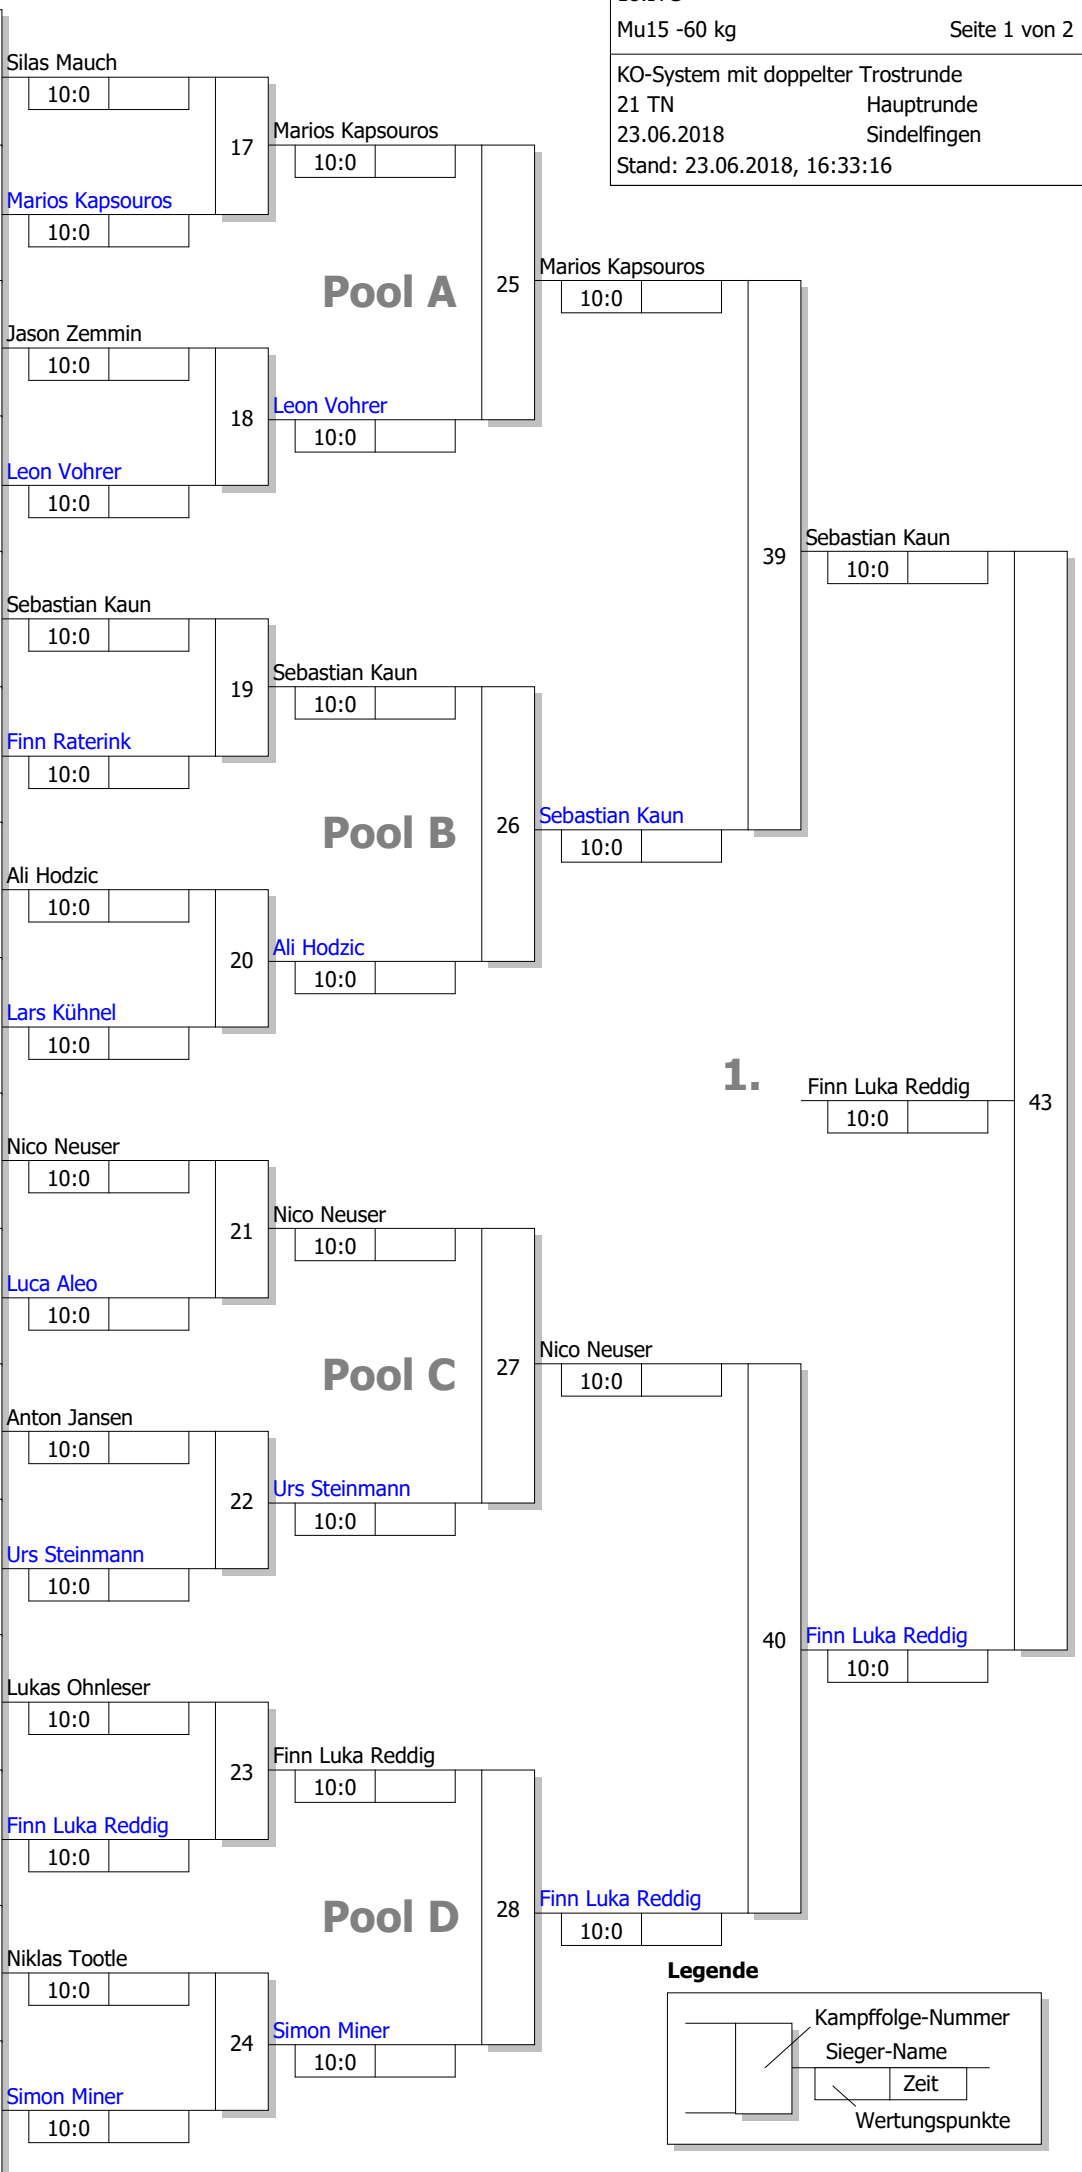 Mu15 -60 kg Seite 1 von 2
KO-System mit doppelter Trostrunde
21 TN Hauptrunde
23.06.2018 Sindelfingen
Stand: 23.06.2018, 16:33:16
Silas Mauch
10:0
17
Marios Kapsouros
10:0
Marios Kapsouros
10:0
Pool A
25
Marios Kapsouros
10:0
Jason Zemmin
10:0
18
Leon Vohrer
10:0
Leon Vohrer
10:0
39
Sebastian Kaun
10:0
Sebastian Kaun
10:0
19
Sebastian Kaun
10:0
Finn Raterink
10:0
Pool B
26
Sebastian Kaun
10:0
Ali Hodzic
10:0
20
Ali Hodzic
10:0
Lars Kühnel
10:0
1.
Finn Luka Reddig
10:0
43
Nico Neuser
10:0
21
Nico Neuser
10:0
Luca Aleo
10:0
Pool C
27
Nico Neuser
10:0
Anton Jansen
10:0
22
Urs Steinmann
10:0
Urs Steinmann
10:0
40
Finn Luka Reddig
10:0
Lukas Ohnleser
10:0
23
Finn Luka Reddig
10:0
Finn Luka Reddig
10:0
Pool D
28
Finn Luka Reddig
10:0
Niklas Tootle
10:0
24
Simon Miner
10:0
Simon Miner
10:0
Legende
Kampffolge-Nummer
Sieger-Name
Zeit
Wertungspunkte